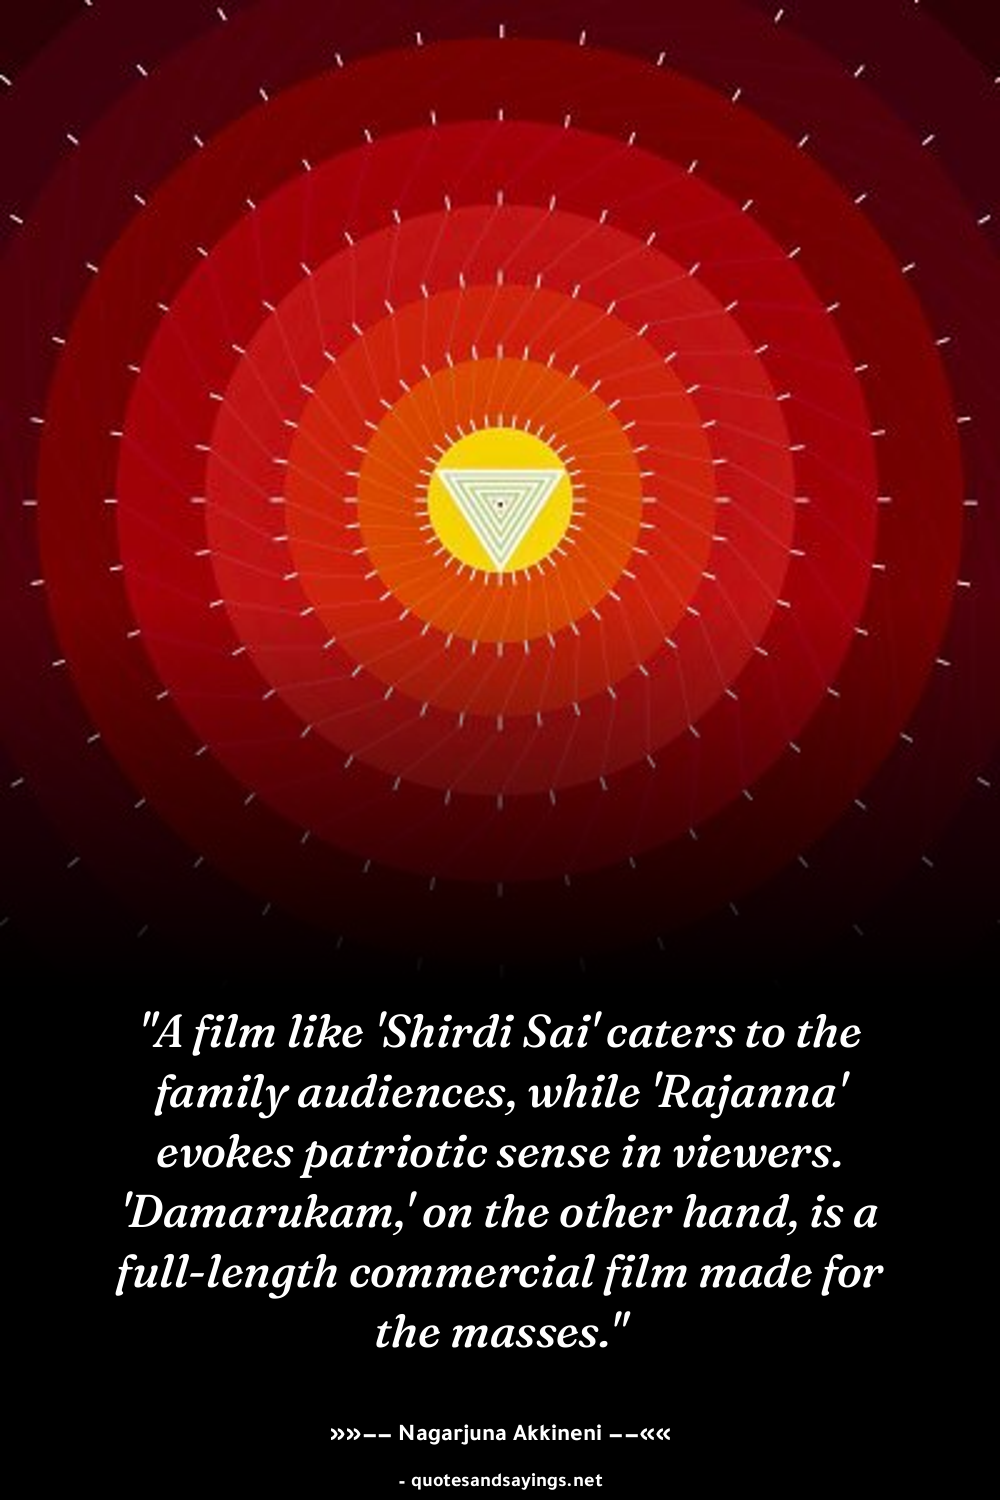 "A film like 'Shirdi Sai' caters to the
family audiences, while 'Rajanna'
evokes patriotic sense in viewers.
'Damarukam,' on the other hand, is a
full-length commercial film made for
the masses."
»»–– Nagarjuna Akkineni ––««
- quotesandsayings.net